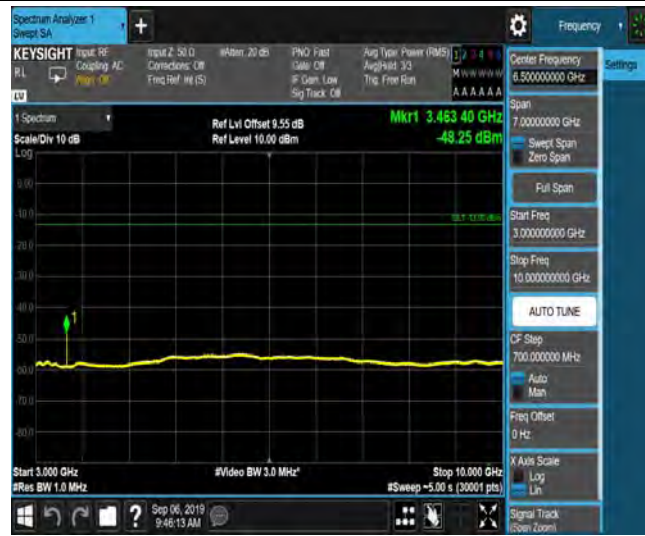 Spectrum Analyzer 1
Swept SA
+
Frequency
KEYSIGHT
RL
Input: RF
Coupling: AC
Align: Off
Input Z: 50 Ω
Corrections: Off
Freq Ref: Int (S)
#Atten: 20 dB
PNO: Fast
Gate: Off
IF Gain: Low
Sig Track: Off
Avg Type: Power (RMS)
Avg|Hold: 3/3
Trig: Free Run
1 2 3 4 5 6
M W W W W W
A A A A A A
LV
1 Spectrum
Scale/Div 10 dB
Log
Ref Lvl Offset 9.55 dB
Ref Level 10.00 dBm
Mkr1 3.463 40 GHz
-48.25 dBm
0.00
-10.0
-20.0
-30.0
-40.0
-50.0
-60.0
-70.0
-80.0
1
Start 3.000 GHz
#Res BW 1.0 MHz
#Video BW 3.0 MHz*
Stop 10.000 GHz
#Sweep ~5.00 s (30001 pts)
?
Sep 06, 2019
9:46:13 AM
Center Frequency
6.500000000 GHz
Settings
Span
7.00000000 GHz
Swept Span
Zero Span
Full Span
Start Freq
3.000000000 GHz
Stop Freq
10.000000000 GHz
AUTO TUNE
CF Step
700.000000 MHz
Auto
Man
Freq Offset
0 Hz
X Axis Scale
Log
Lin
Signal Track
(Span Zoom)